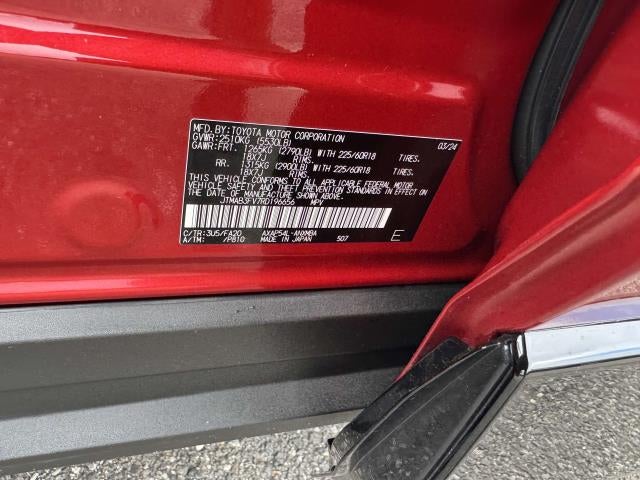 MFD.BY:TOYOTA MOTOR CORPORATION 03/24
GVWR:2510KG (5530LB)
GAWR:FRT. 1265KG (2790LB) WITH 225/60R18 TIRES.
18X7J RIMS.
RR. 1315KG (2900LB) WITH 225/60R18 TIRES.
18X7J RIMS.
THIS VEHICLE CONFORMS TO ALL APPLICABLE FEDERAL MOTOR
VEHICLE SAFETY AND THEFT PREVENTION STANDARDS IN EFFECT
ON THE DATE OF MANUFACTURE SHOWN ABOVE.
JTMAB3FV7RD196656 MPV
C/TR:3U5/FA20 AXAP54L-ANXMBA
A/TM: /P810 MADE IN JAPAN 507 E